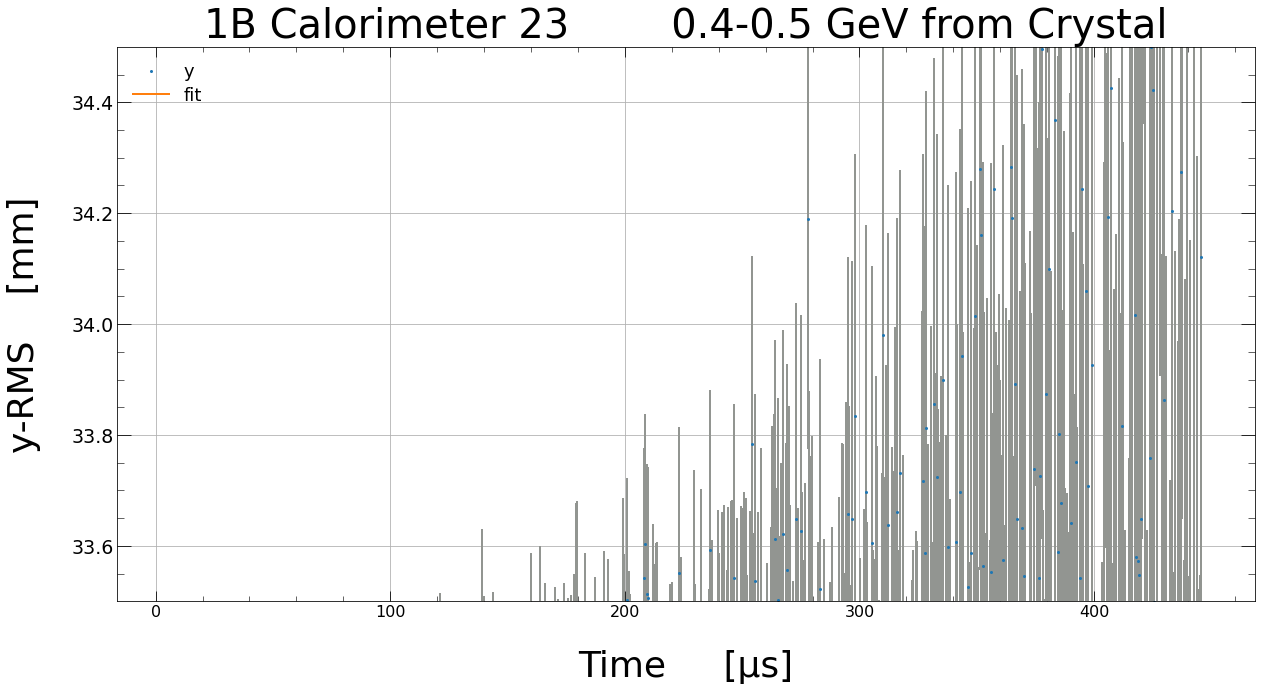 1B Calorimeter 23 0.4-0.5 GeV from Crystal
y
fit
34.4
34.2
34.0
33.8
33.6
y-RMS [mm]
0 100 200 300 400
Time [μs]